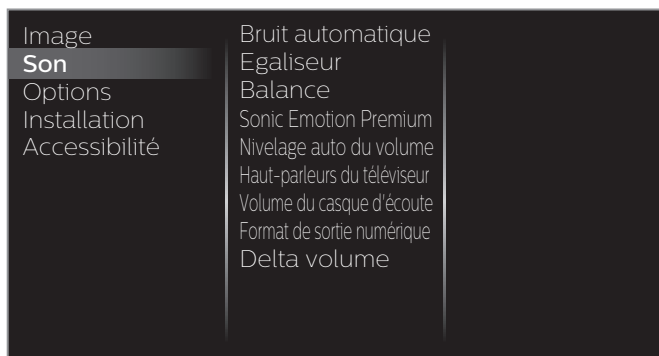 Image
Son
Options
Installation
Accessibilité
Bruit automatique
Egaliseur
Balance
Sonic Emotion Premium
Nivelage auto du volume
Haut-parleurs du téléviseur
Volume du casque d'écoute
Format de sortie numérique
Delta volume